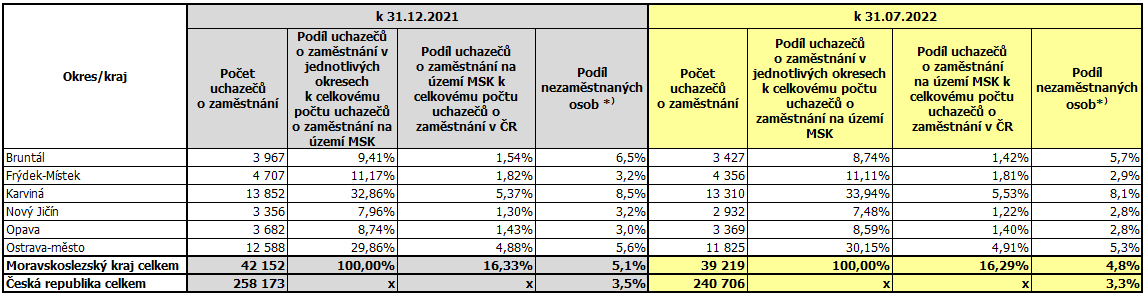 Okres/kraj k 31.12.2021 k 31.07.2022
Počet uchazečů o zaměstnání
Podíl uchazečů o zaměstnání v jednotlivých okresech k celkovému počtu uchazečů o zaměstnání na území MSK
Podíl uchazečů o zaměstnání na území MSK k celkovému počtu uchazečů o zaměstnání v ČR
Podíl nezaměstnaných osob *)
Počet uchazečů o zaměstnání
Podíl uchazečů o zaměstnání v jednotlivých okresech k celkovému počtu uchazečů o zaměstnání na území MSK
Podíl uchazečů o zaměstnání na území MSK k celkovému počtu uchazečů o zaměstnání v ČR
Podíl nezaměstnaných osob*)
Bruntál 3 967 9,41% 1,54% 6,5% 3 427 8,74% 1,42% 5,7%
Frýdek-Místek 4 707 11,17% 1,82% 3,2% 4 356 11,11% 1,81% 2,9%
Karviná 13 852 32,86% 5,37% 8,5% 13 310 33,94% 5,53% 8,1%
Nový Jičín 3 356 7,96% 1,30% 3,2% 2 932 7,48% 1,22% 2,8%
Opava 3 682 8,74% 1,43% 3,0% 3 369 8,59% 1,40% 2,8%
Ostrava-město 12 588 29,86% 4,88% 5,6% 11 825 30,15% 4,91% 5,3%
Moravskoslezský kraj celkem 42 152 100,00% 16,33% 5,1% 39 219 100,00% 16,29% 4,8%
Česká republika celkem 258 173 x x 3,5% 240 706 x x 3,3%